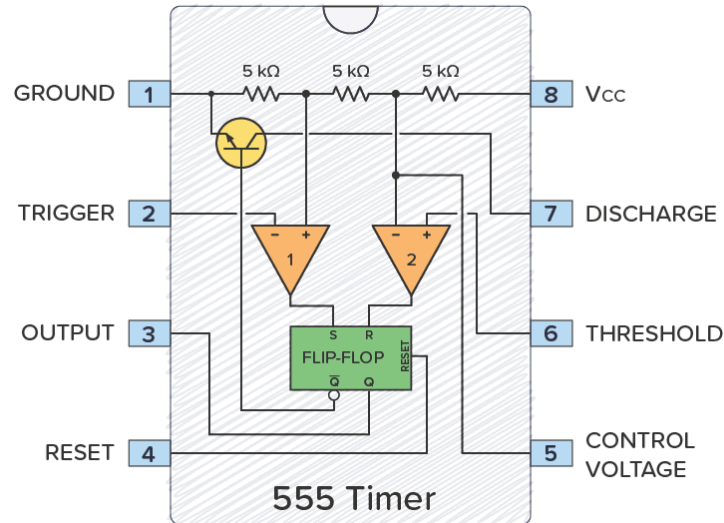 5 kΩ 5 kΩ 5 kΩ
GROUND 1 8 Vcc
TRIGGER 2 7 DISCHARGE
- + - +
1 2
OUTPUT 3 6 THRESHOLD
S R
FLIP-FLOP RESET
Q̅ Q
RESET 4 5 CONTROL
VOLTAGE
555 Timer